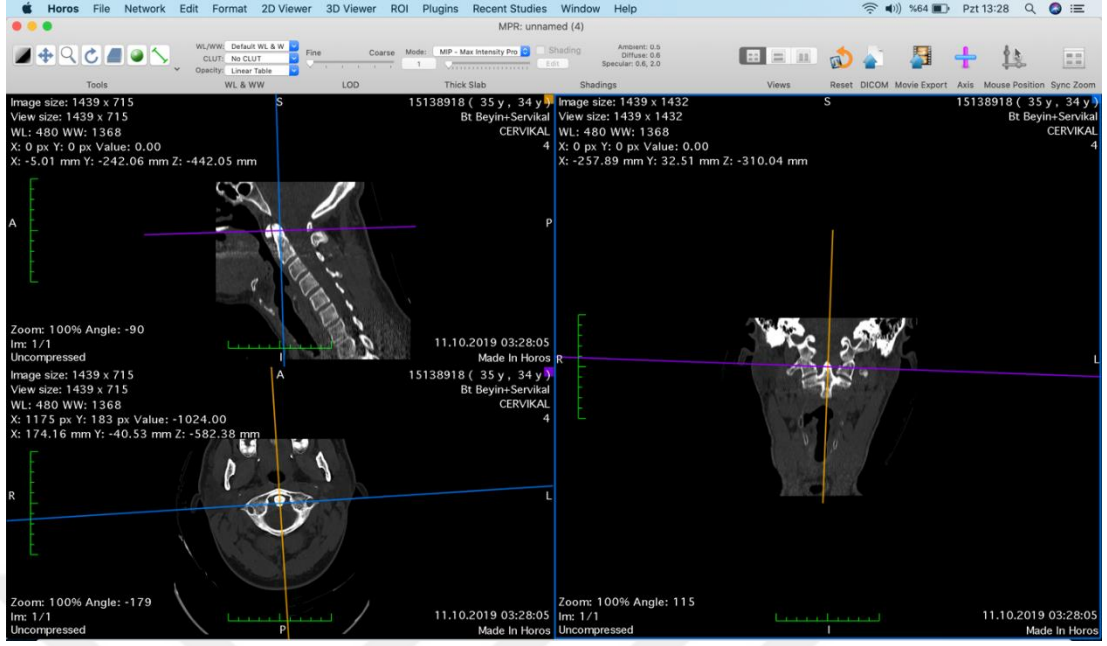 Horos File Network Edit Format 2D Viewer 3D Viewer ROI Plugins Recent Studies Window Help %64 Pzt 13:28
MPR: unnamed (4)
WL/WW: Default WL & W
CLUT: No CLUT
Opacity: Linear Table
Fine Coarse
Mode: MIP - Max Intensity Pro
1
Shading
Edit
Ambient: 0.5
Diffuse: 0.6
Specular: 0.6, 2.0
Tools WL & WW LOD Thick Slab Shadings Views Reset DICOM Movie Export Axis Mouse Position Sync Zoom
Image size: 1439 x 715
View size: 1439 x 715
WL: 480 WW: 1368
X: 0 px Y: 0 px Value: 0.00
X: -5.01 mm Y: -242.06 mm Z: -442.05 mm
S
15138918 ( 35 y , 34 y )
Bt Beyin+Servikal
CERVIKAL
4
A
P
Zoom: 100% Angle: -90
Im: 1/1
Uncompressed
I
11.10.2019 03:28:05
Made In Horos
Image size: 1439 x 715
View size: 1439 x 715
WL: 480 WW: 1368
X: 1175 px Y: 183 px Value: -1024.00
X: 174.16 mm Y: -40.53 mm Z: -582.38 mm
A
15138918 ( 35 y , 34 y )
Bt Beyin+Servikal
CERVIKAL
4
R
L
Zoom: 100% Angle: -179
Im: 1/1
Uncompressed
P
11.10.2019 03:28:05
Made In Horos
Image size: 1439 x 1432
View size: 1439 x 1432
WL: 480 WW: 1368
X: 0 px Y: 0 px Value: 0.00
X: -257.89 mm Y: 32.51 mm Z: -310.04 mm
S
15138918 ( 35 y , 34 y )
Bt Beyin+Servikal
CERVIKAL
4
R
L
Zoom: 100% Angle: 115
Im: 1/1
Uncompressed
I
11.10.2019 03:28:05
Made In Horos